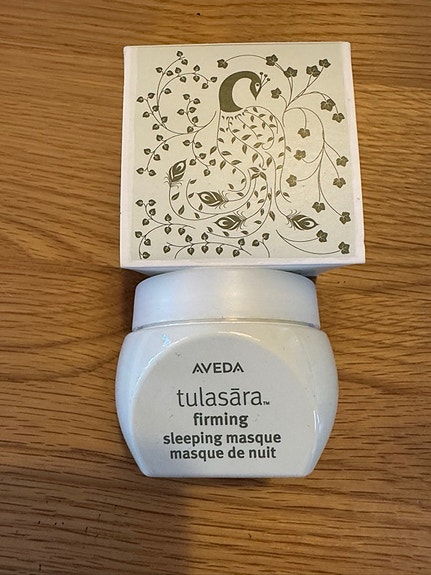 AVEDA
tulasāra™
firming
sleeping masque
masque de nuit